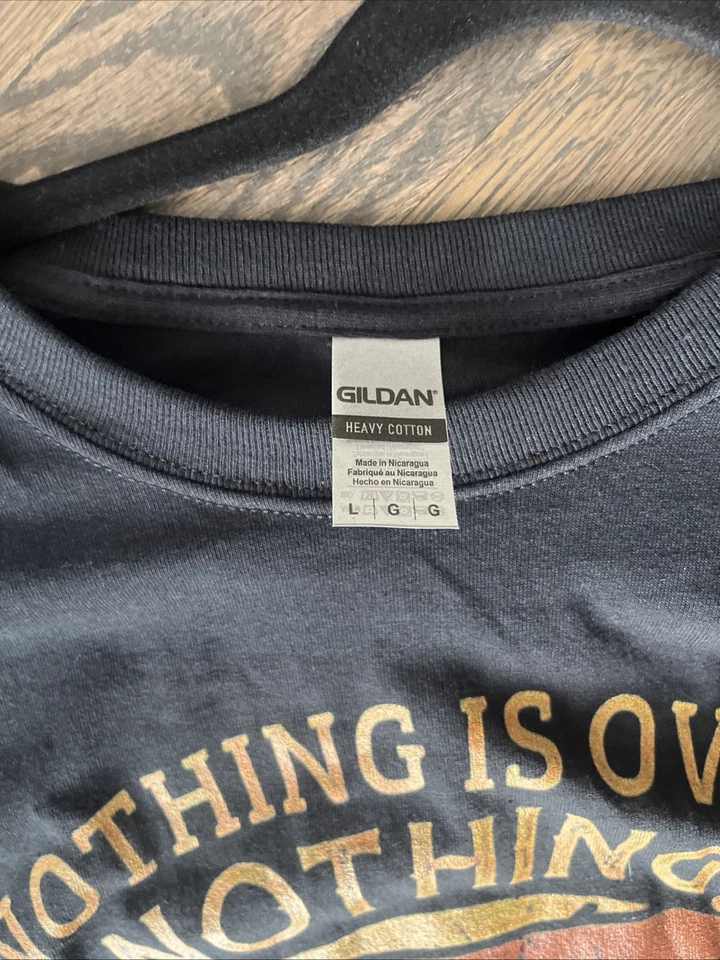 GILDAN®
HEAVY COTTON
Made in Nicaragua
Fabriqué au Nicaragua
Hecho en Nicaragua
L G G
NOTHING IS OV
NOTHING